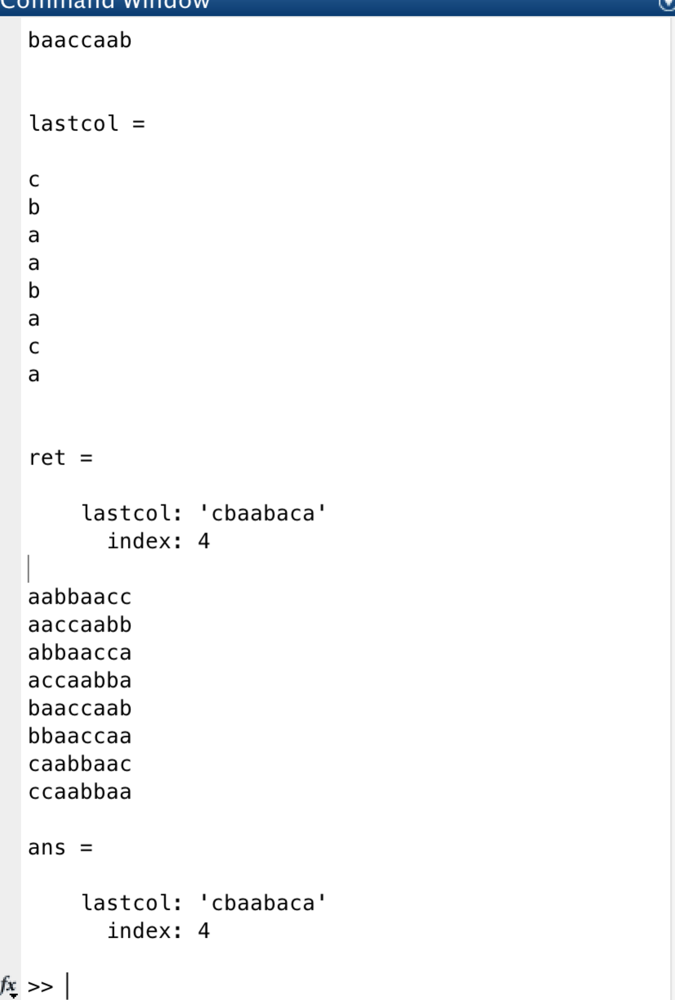 Command Window
baaccaab
lastcol =
c
b
a
a
b
a
c
a
ret =
lastcol: 'cbaabaca'
index: 4
aabbaacc
aaccaabb
abbaacca
accaabba
baaccaab
bbaaccaa
caabbaac
ccaabbaa
ans =
lastcol: 'cbaabaca'
index: 4
fx >>